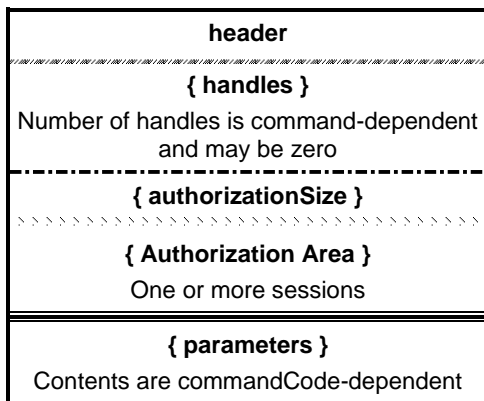 header
{ handles }
Number of handles is command-dependent
and may be zero
{ authorizationSize }
{ Authorization Area }
One or more sessions
{ parameters }
Contents are commandCode-dependent